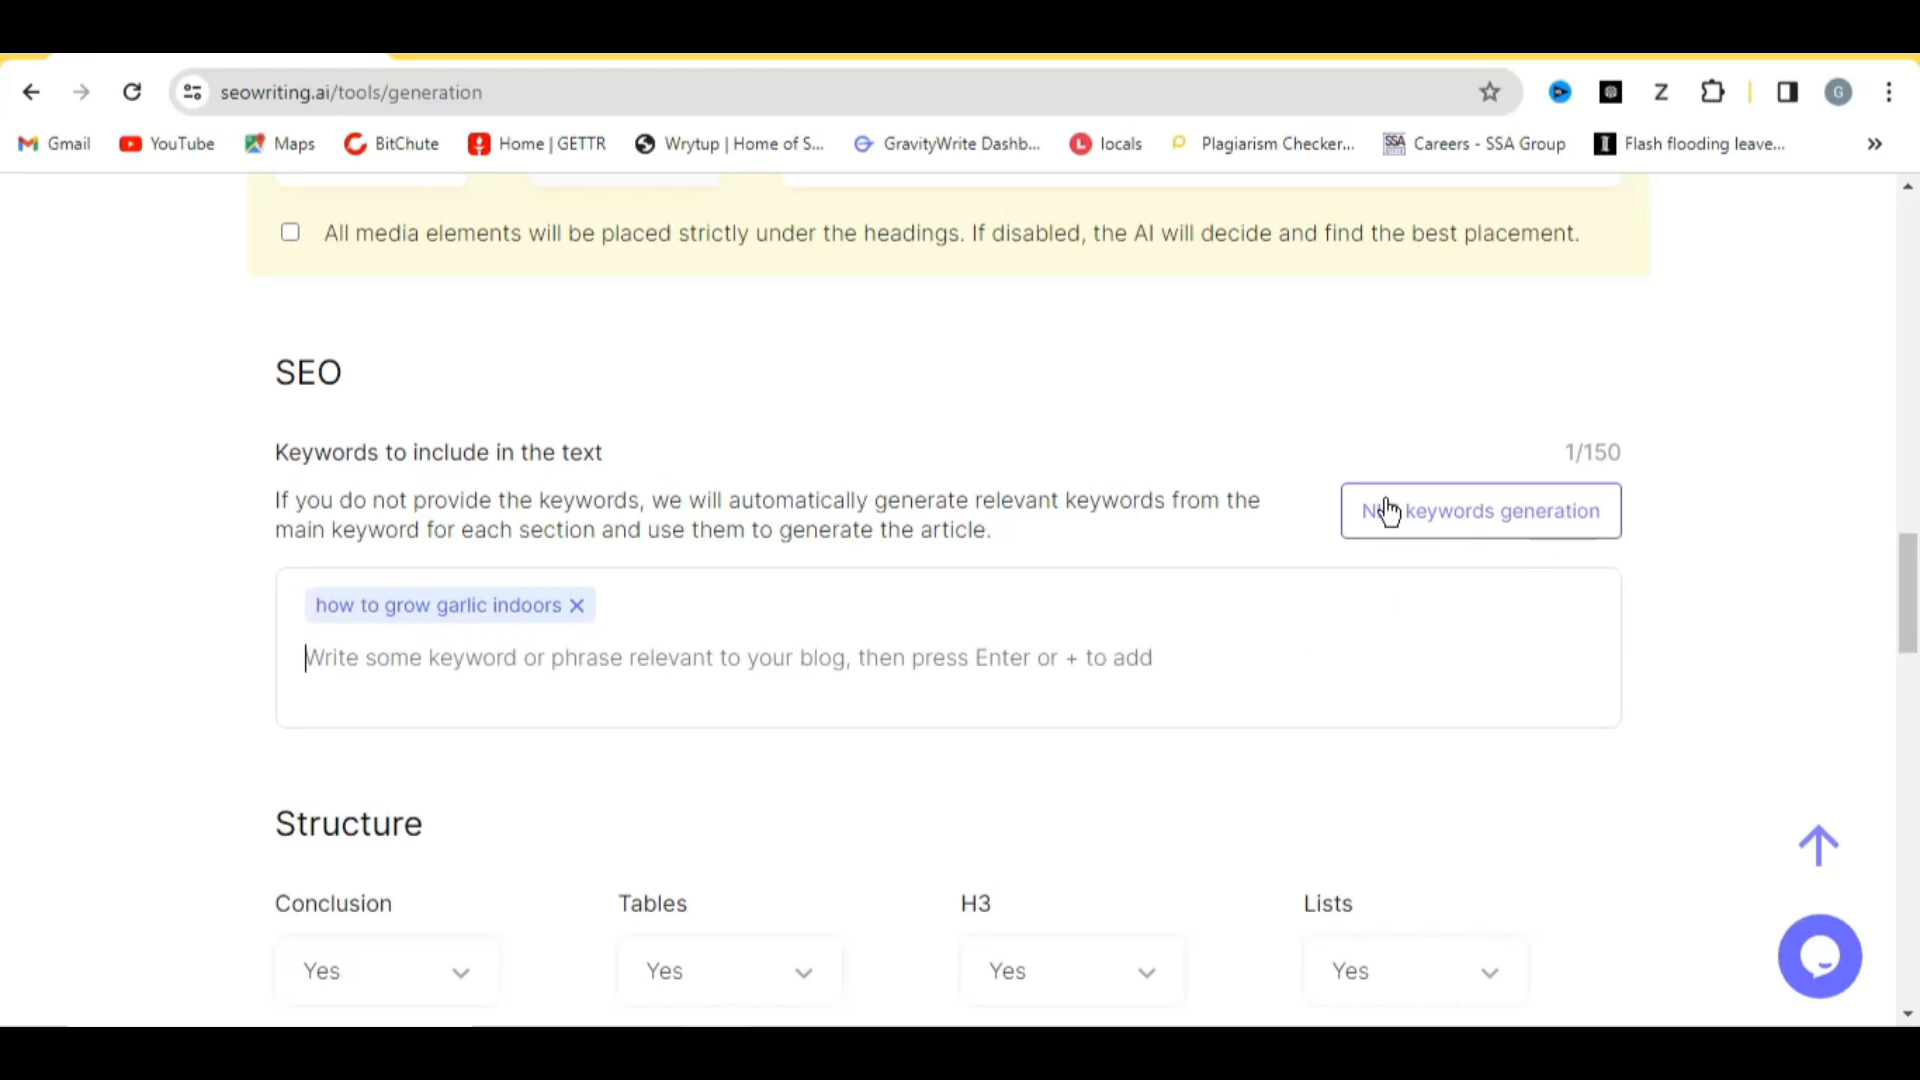 seowriting.ai/tools/generation
G
Gmail YouTube Maps BitChute Home | GETTR Wrytup | Home of S... GravityWrite Dashb... locals Plagiarism Checker... Careers - SSA Group Flash flooding leave... »
All media elements will be placed strictly under the headings. If disabled, the AI will decide and find the best placement.
SEO
Keywords to include in the text 1/150
If you do not provide the keywords, we will automatically generate relevant keywords from the
main keyword for each section and use them to generate the article.
keywords generation
how to grow garlic indoors
Write some keyword or phrase relevant to your blog, then press Enter or + to add
Structure
Conclusion Tables H3 Lists
Yes Yes Yes Yes